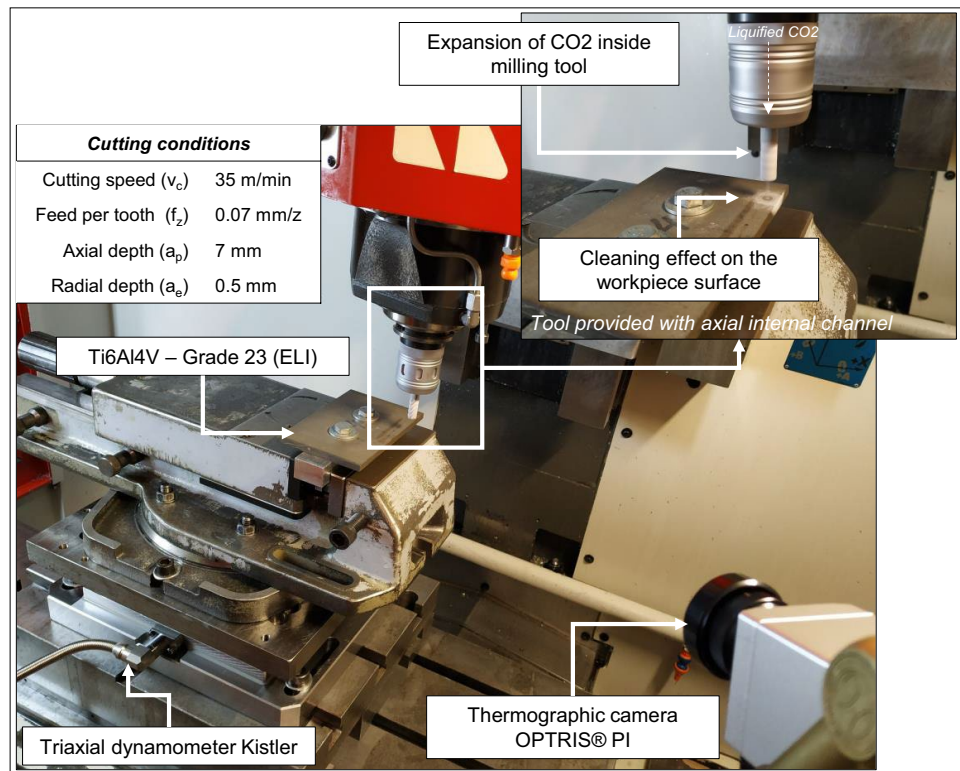 Liquified CO2
Expansion of CO2 inside
milling tool
Cutting conditions
Cutting speed (vc) 35 m/min
Feed per tooth (fz) 0.07 mm/z
Axial depth (ap) 7 mm
Radial depth (ae) 0.5 mm
Cleaning effect on the
workpiece surface
Tool provided with axial internal channel
Ti6Al4V – Grade 23 (ELI)
+B
+X
+A
Triaxial dynamometer Kistler
Thermographic camera
OPTRIS® PI